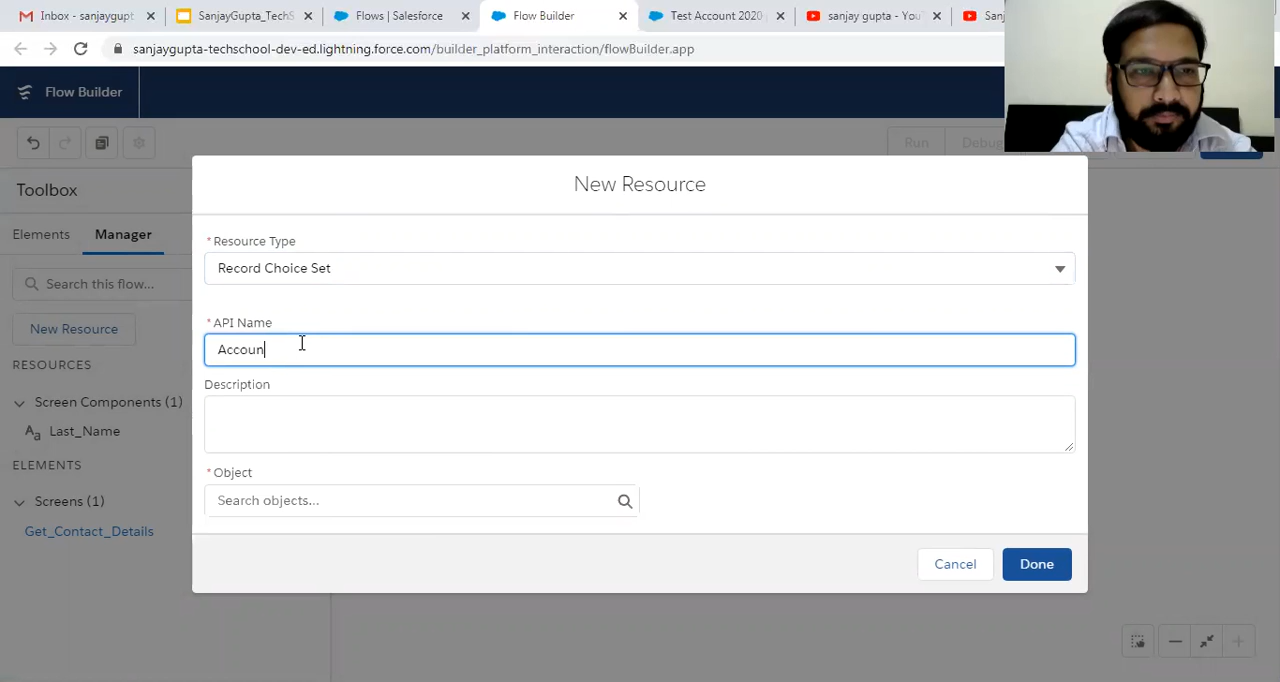 Inbox - sanjaygupt
SanjayGupta_TechS
Flows | Salesforce
Flow Builder
Test Account 2020
sanjay gupta - You
San
sanjaygupta-techschool-dev-ed.lightning.force.com/builder_platform_interaction/flowBuilder.app
Flow Builder
Run
Debug
Toolbox
Elements
Manager
Search this flow...
New Resource
RESOURCES
Screen Components (1)
Aa Last_Name
ELEMENTS
Screens (1)
Get_Contact_Details
New Resource
* Resource Type
Record Choice Set
* API Name
Accoun
Description
* Object
Search objects...
Cancel
Done